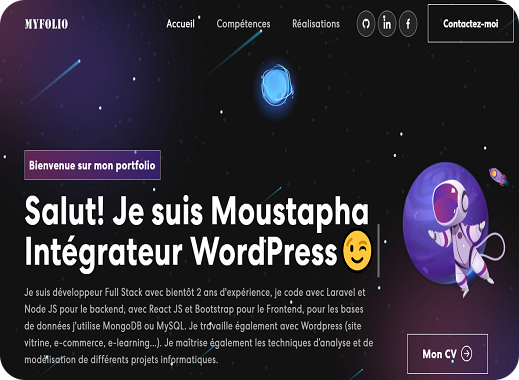 MYFOLIO
Accueil Compétences Réalisations
Contactez-moi
Bienvenue sur mon portfolio
Salut! Je suis Moustapha
Intégrateur WordPress 😉
Je suis développeur Full Stack avec bientôt 2 ans d'expérience, je code avec Laravel et
Node JS pour le backend, avec React JS et Bootstrap pour le Frontend, pour les bases
de données j'utilise MongoDB ou MySQL. Je travaille également avec Wordpress (site
vitrine, e-commerce, e-learning...). Je maîtrise également les techniques d'analyse et de
modélisation de différents projets informatiques.
Mon CV